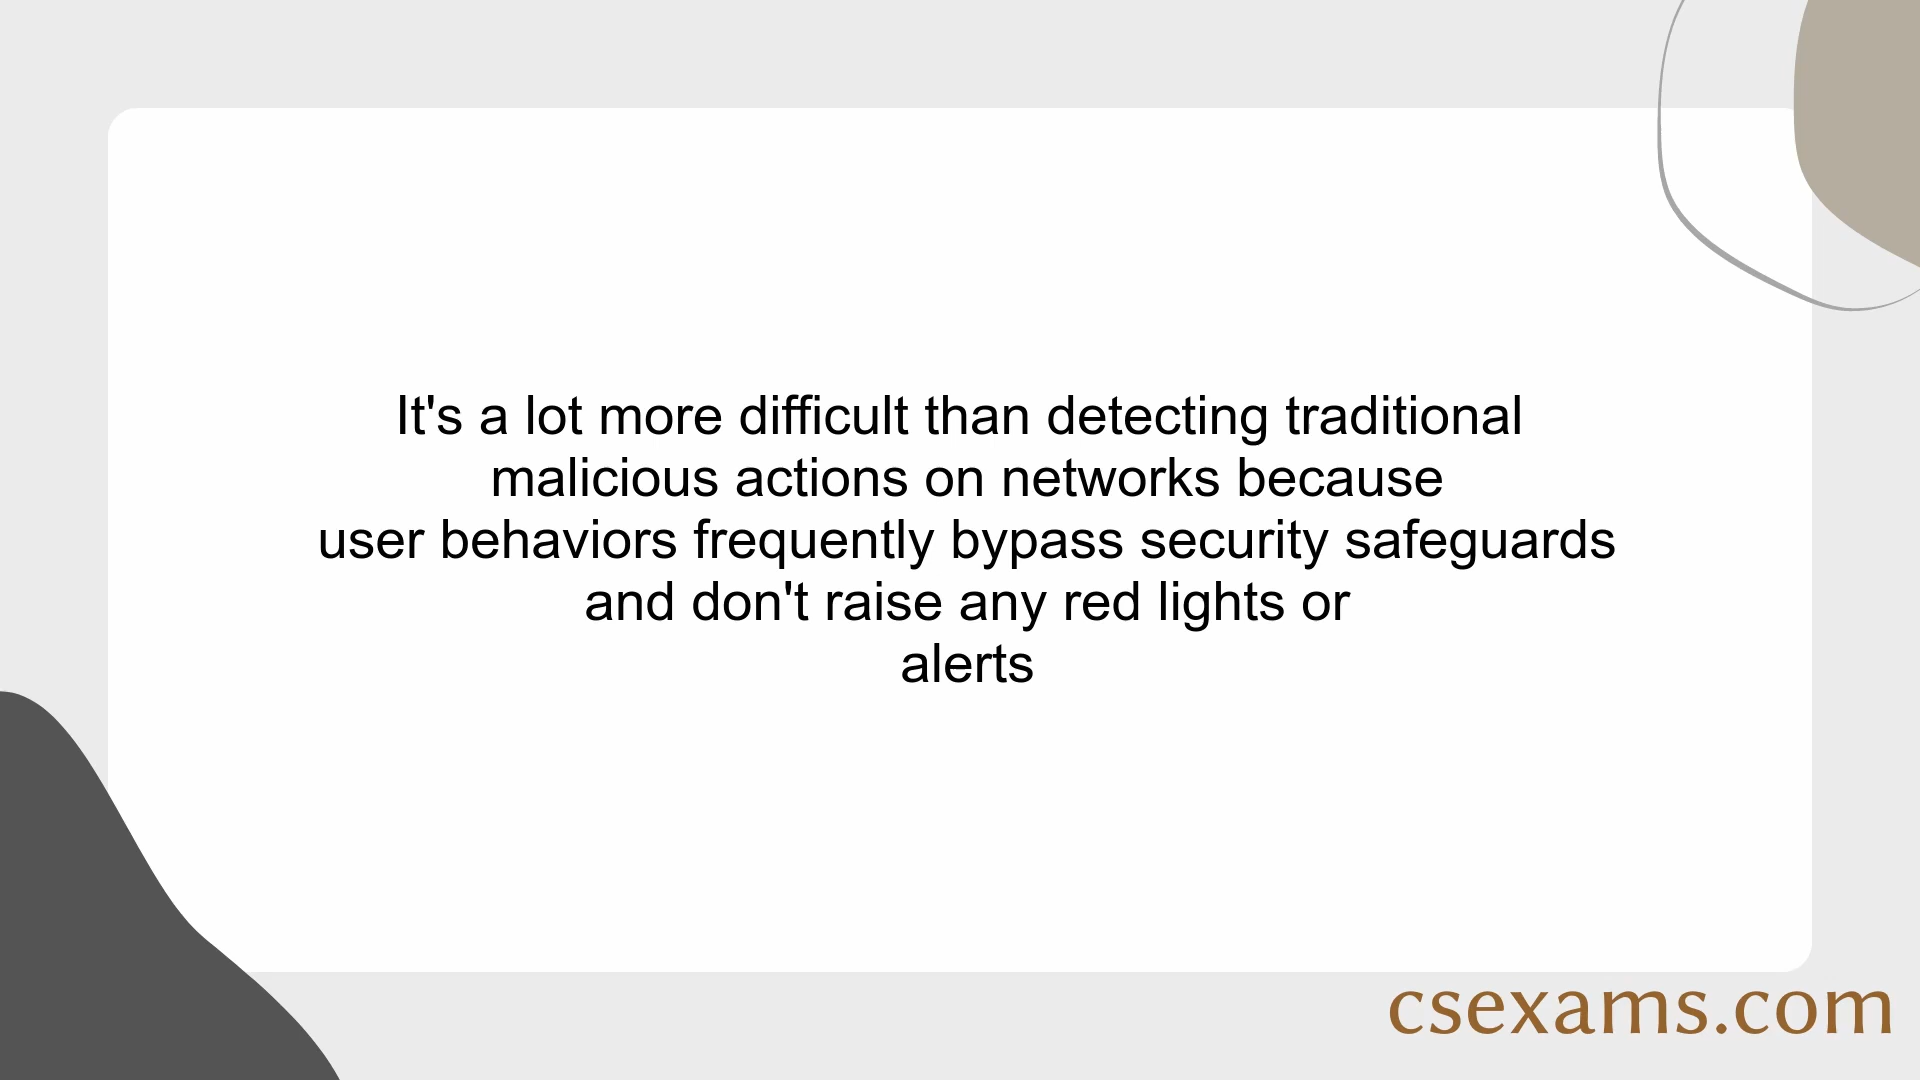 It's a lot more difficult than detecting traditional
malicious actions on networks because
user behaviors frequently bypass security safeguards
and don't raise any red lights or
alerts
csexams.com